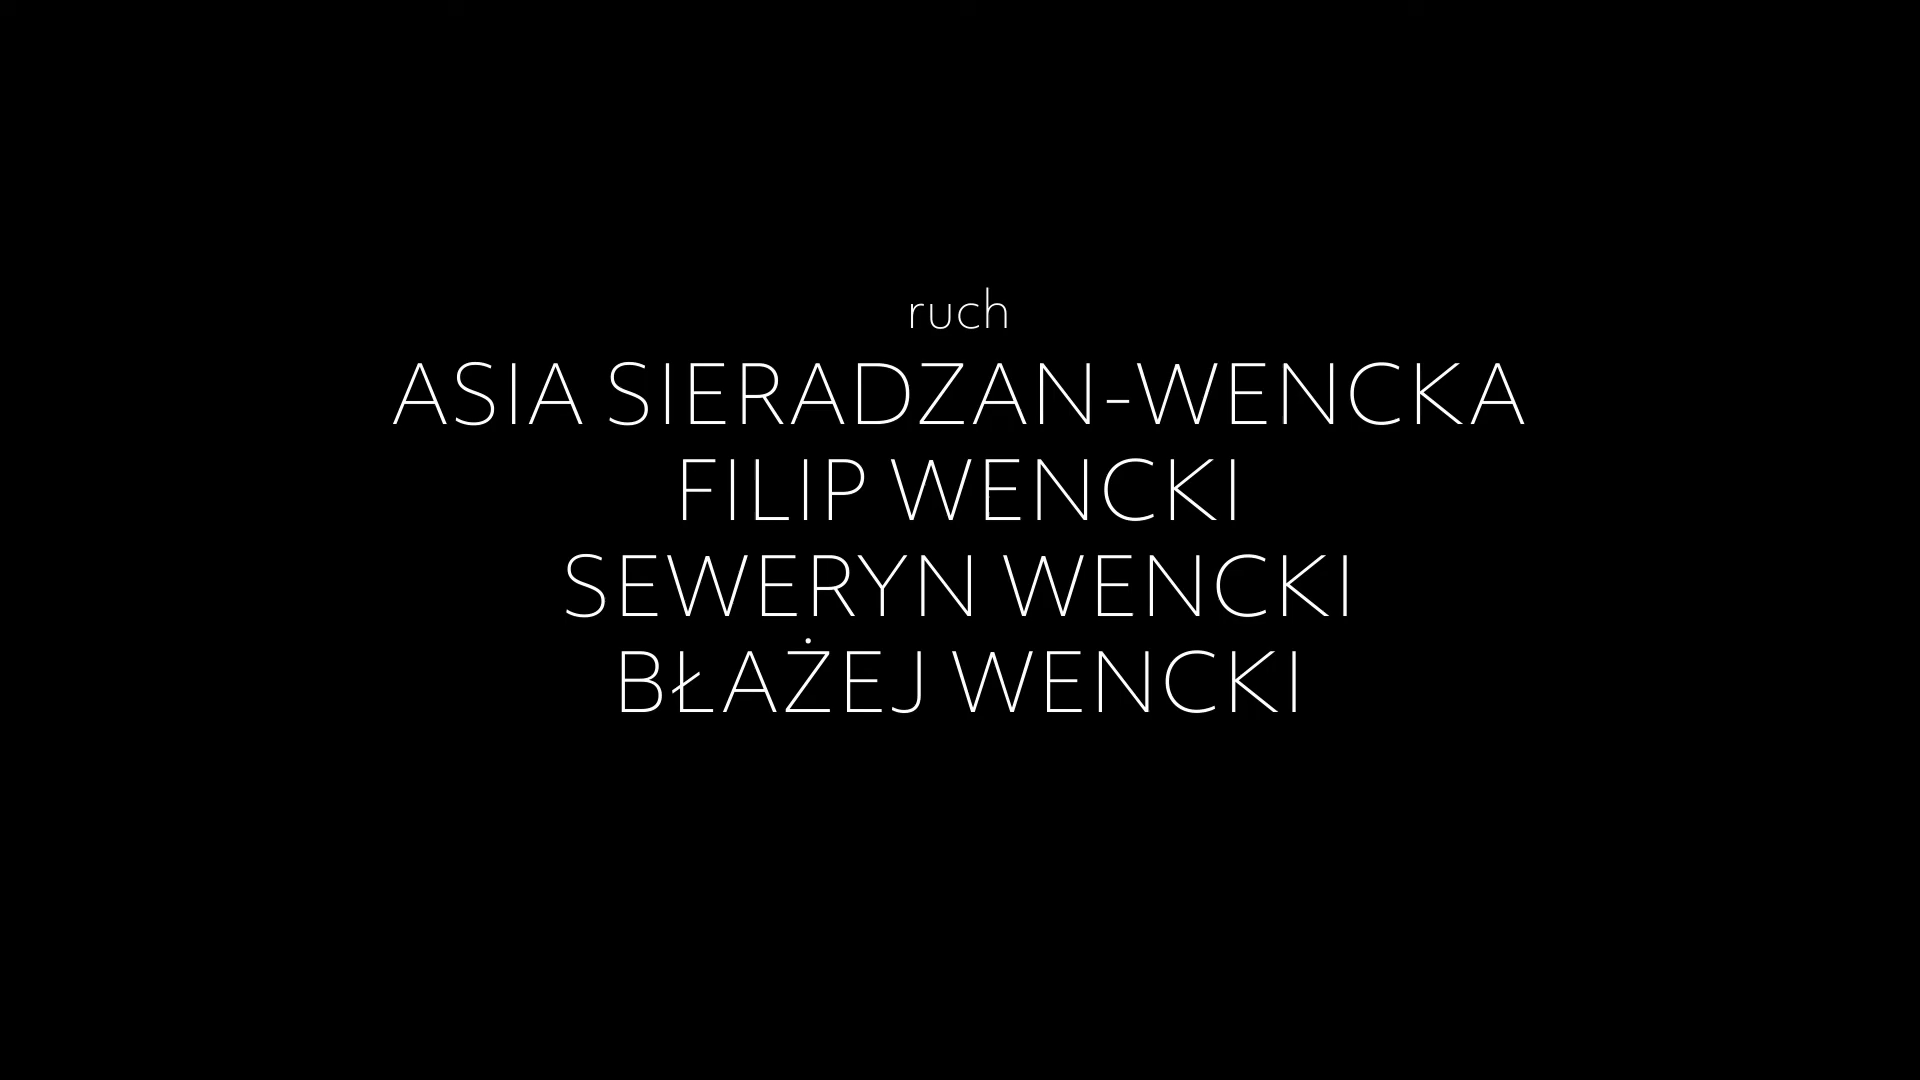 ruch
ASIA SIERADZAN-WENCKA
FILIP WENCKI
SEWERYN WENCKI
BŁAŻEJ WENCKI